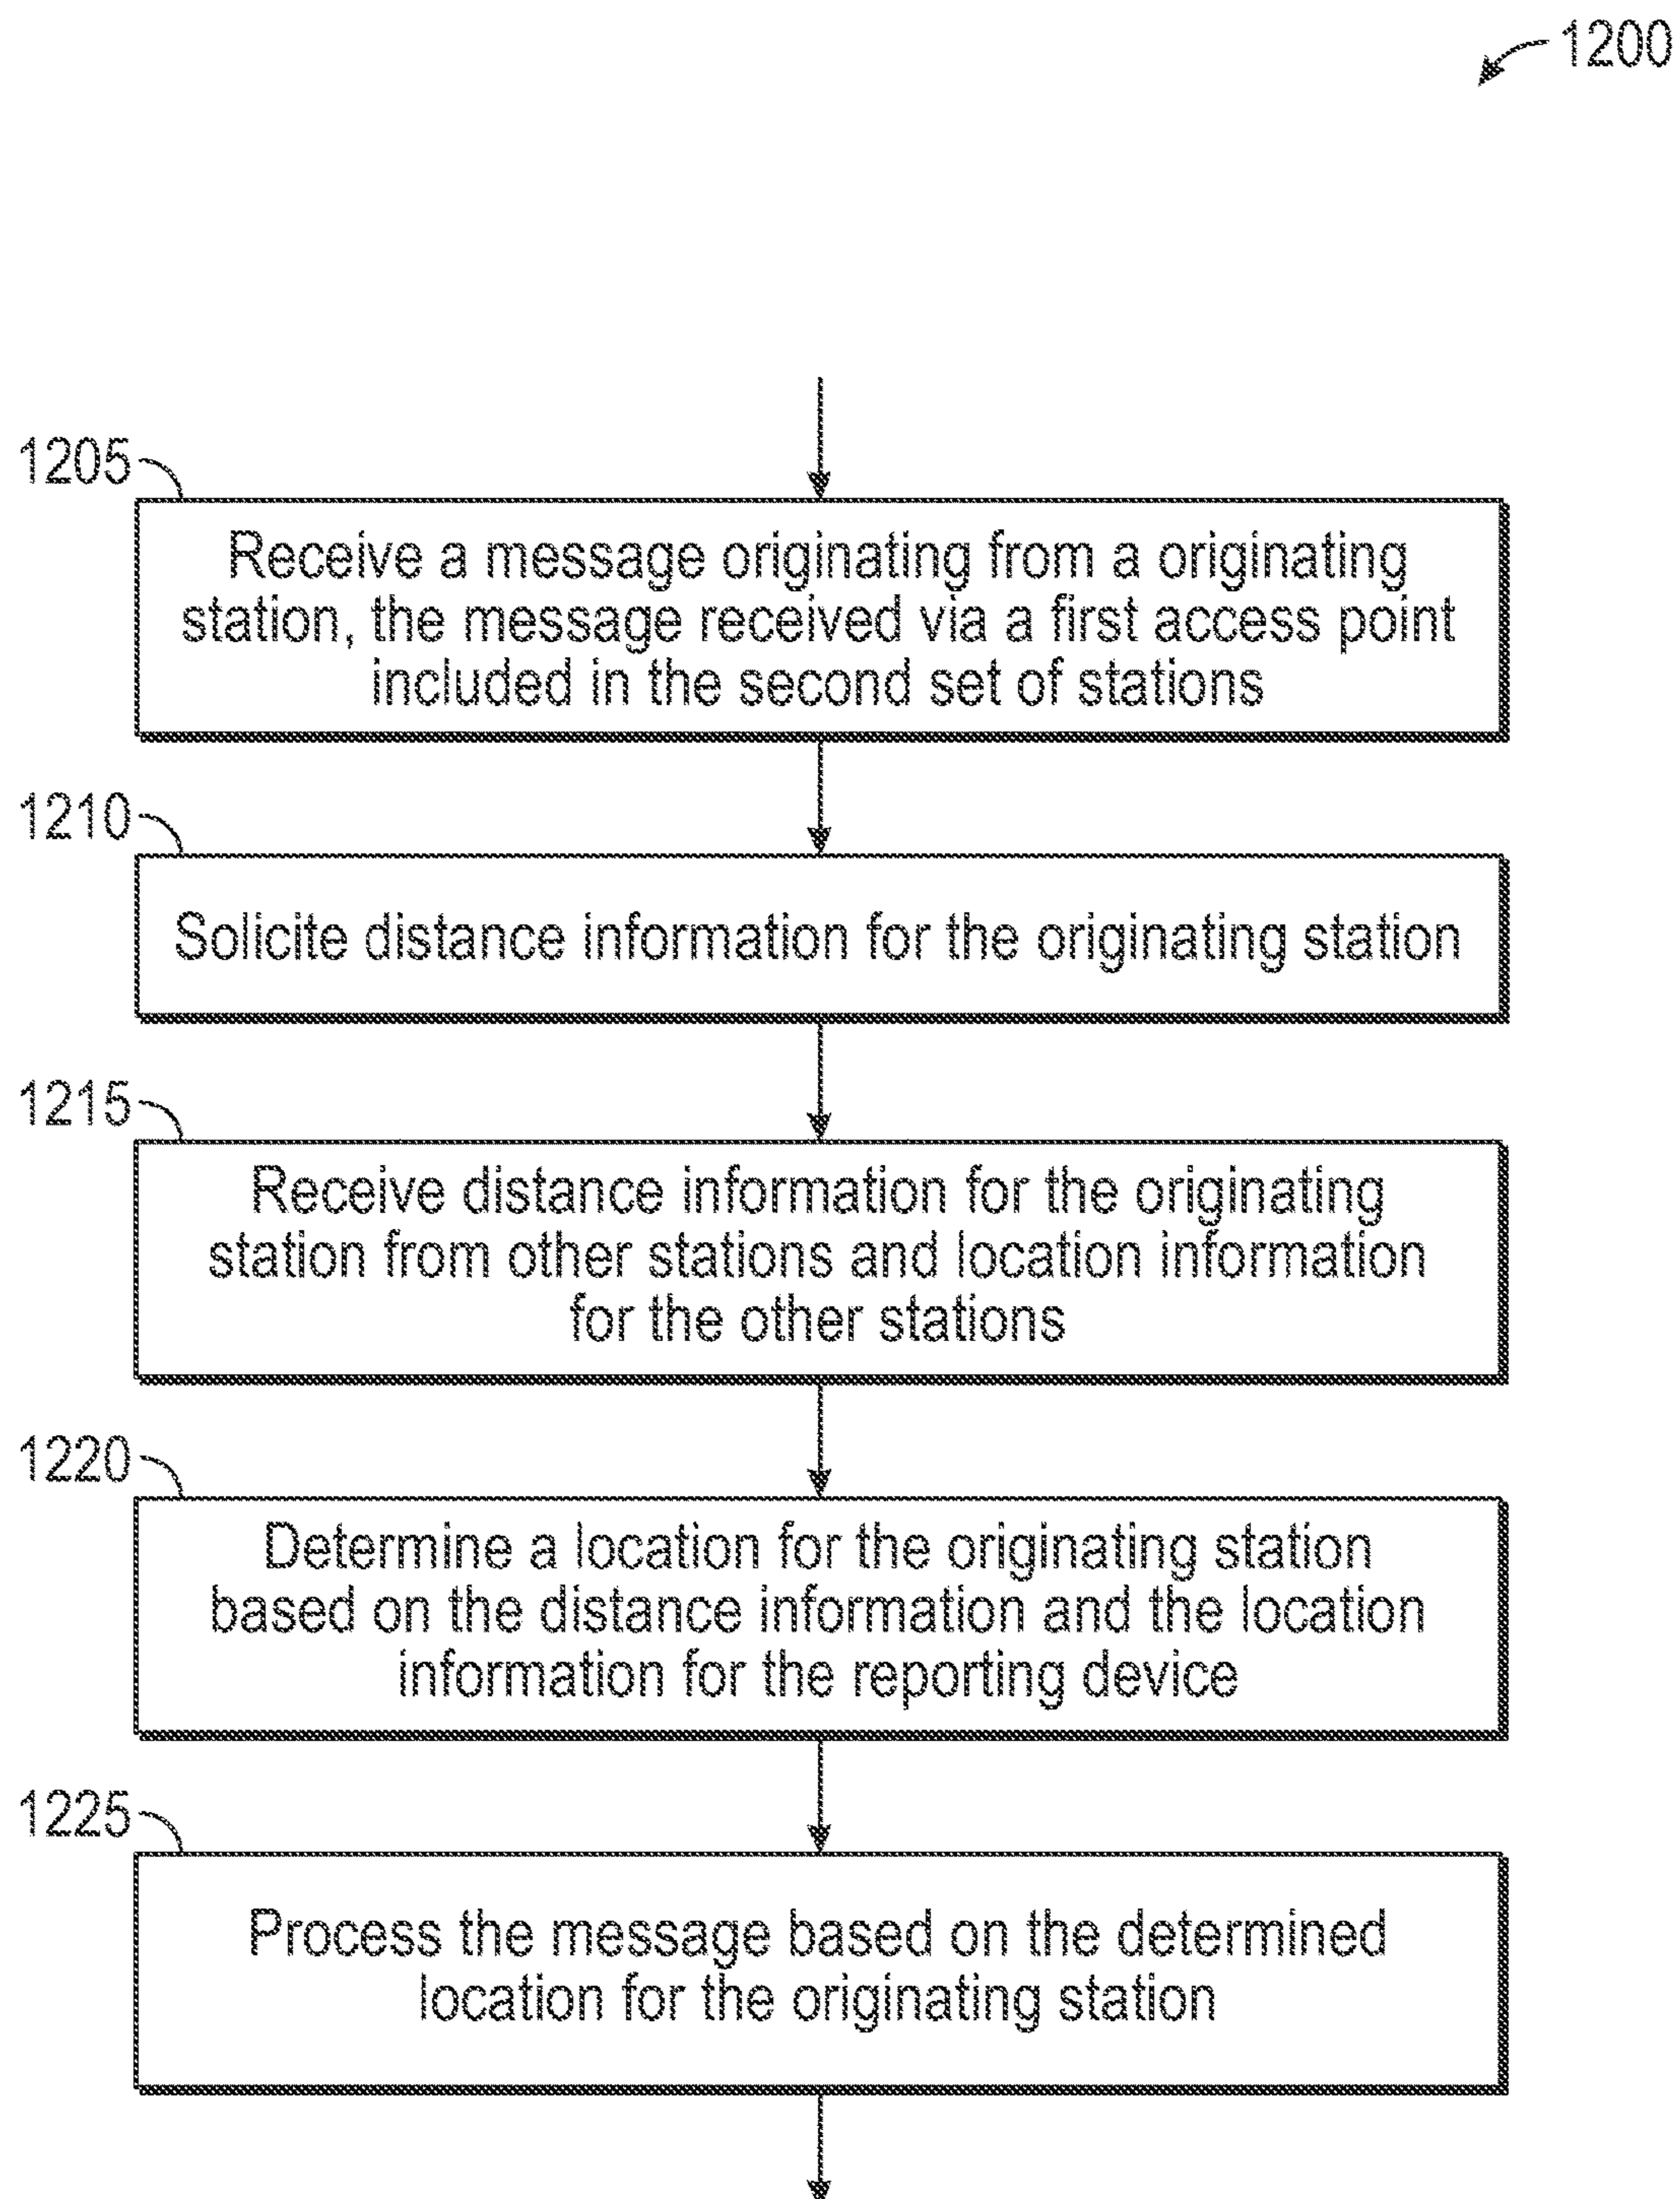 1200
1205
Receive a message originating from a originating
station, the message received via a first access point
included in the second set of stations
1210
Solicite distance information for the originating station
1215
Receive distance information for the originating
station from other stations and location information
for the other stations
1220
Determine a location for the originating station
based on the distance information and the location
information for the reporting device
1225
Process the message based on the determined
location for the originating station